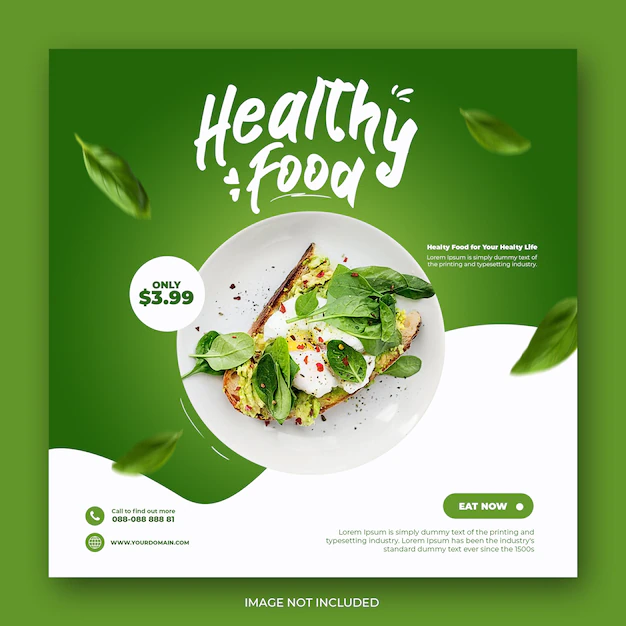 Healthy
Food
Healty Food for Your Healty Life
Lorem Ipsum is simply dummy text of
the printing and typesetting industry.
ONLY
$3.99
EAT NOW
Call to find out more
088-088 888 81
WWW.YOURDOMAIN.COM
Lorem Ipsum is simply dummy text of the printing and
typesetting industry. Lorem Ipsum has been the
industry's standard dummy text ever since the 1500s
IMAGE NOT INCLUDED